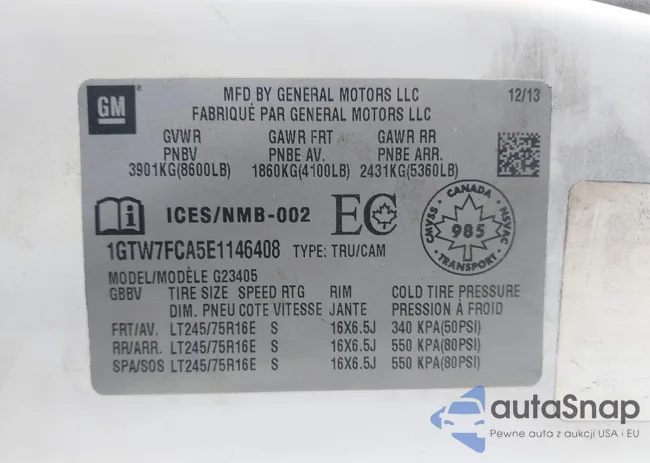 GM
MFD BY GENERAL MOTORS LLC
12/13
FABRIQUÉ PAR GENERAL MOTORS LLC
GVWR GAWR FRT GAWR RR
PNBV PNBE AV. PNBE ARR.
3901KG(8600LB) 1860KG(4100LB) 2431KG(5360LB)
ICES/NMB-002 EC
CANADA
CMVSS 985 NSVAC
TRANSPORT
1GTW7FCA5E1146408 TYPE: TRU/CAM
MODEL/MODÈLE G23405
GBBV TIRE SIZE SPEED RTG RIM COLD TIRE PRESSURE
DIM. PNEU COTE VITESSE JANTE PRESSION À FROID
FRT/AV. LT245/75R16E S 16X6.5J 340 KPA(50PSI)
RR/ARR. LT245/75R16E S 16X6.5J 550 KPA(80PSI)
SPA/SOS LT245/75R16E S 16X6.5J 550 KPA(80PSI)
autaSnap
Pewne auta z aukcji USA i EU